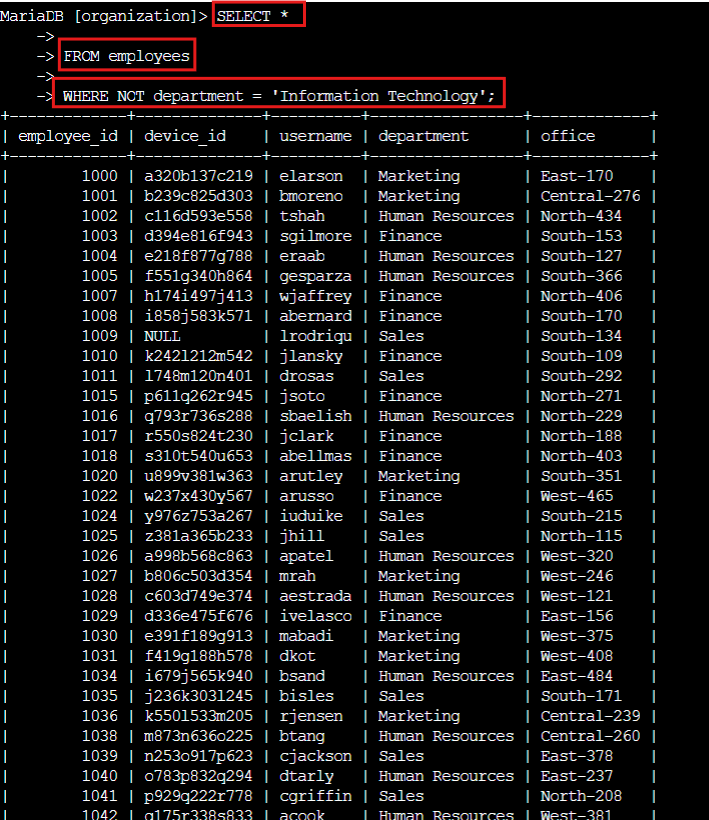 MariaDB [organization]> SELECT *
->
-> FROM employees
->
-> WHERE NOT department = 'Information Technology';
+-------------+--------------+----------+-----------------+-------------+
| employee_id | device_id | username | department | office |
+-------------+--------------+----------+-----------------+-------------+
| 1000 | a320b137c219 | elarson | Marketing | East-170 |
| 1001 | b239c825d303 | bmoreno | Marketing | Central-276 |
| 1002 | c116d593e558 | tshah | Human Resources | North-434 |
| 1003 | d394e816f943 | sgilmore | Finance | South-153 |
| 1004 | e218f877g788 | eraab | Human Resources | South-127 |
| 1005 | f551g340h864 | gesparza | Human Resources | South-366 |
| 1007 | h174i497j413 | wjaffrey | Finance | North-406 |
| 1008 | i858j583k571 | abernard | Finance | South-170 |
| 1009 | NULL | lrodriqu | Sales | South-134 |
| 1010 | k242l212m542 | jlansky | Finance | South-109 |
| 1011 | l748m120n401 | drosas | Sales | South-292 |
| 1015 | p611q262r945 | jsoto | Finance | North-271 |
| 1016 | q793r736s288 | sbaelish | Human Resources | North-229 |
| 1017 | r550s824t230 | jclark | Finance | North-188 |
| 1018 | s310t540u653 | abellmas | Finance | North-403 |
| 1020 | u899v381w363 | arutley | Marketing | South-351 |
| 1022 | w237x430y567 | arusso | Finance | West-465 |
| 1024 | y976z753a267 | iuduike | Sales | South-215 |
| 1025 | z381a365b233 | jhill | Sales | North-115 |
| 1026 | a998b568c863 | apatel | Human Resources | West-320 |
| 1027 | b806c503d354 | mrah | Marketing | West-246 |
| 1028 | c603d749e374 | aestrada | Human Resources | West-121 |
| 1029 | d336e475f676 | ivelasco | Finance | East-156 |
| 1030 | e391f189g913 | mabadi | Marketing | West-375 |
| 1031 | f419g188h578 | dkot | Marketing | West-408 |
| 1034 | i679j565k940 | bsand | Human Resources | East-484 |
| 1035 | j236k303l245 | bisles | Sales | South-171 |
| 1036 | k550l533m205 | rjensen | Marketing | Central-239 |
| 1038 | m873n636o225 | btang | Human Resources | Central-260 |
| 1039 | n253o917p623 | cjackson | Sales | East-378 |
| 1040 | o783p832q294 | dtarly | Human Resources | East-237 |
| 1041 | p929q222r778 | cgriffin | Sales | North-208 |
| 1042 | q175r338s833 | acook | Human Resources | West-381 |